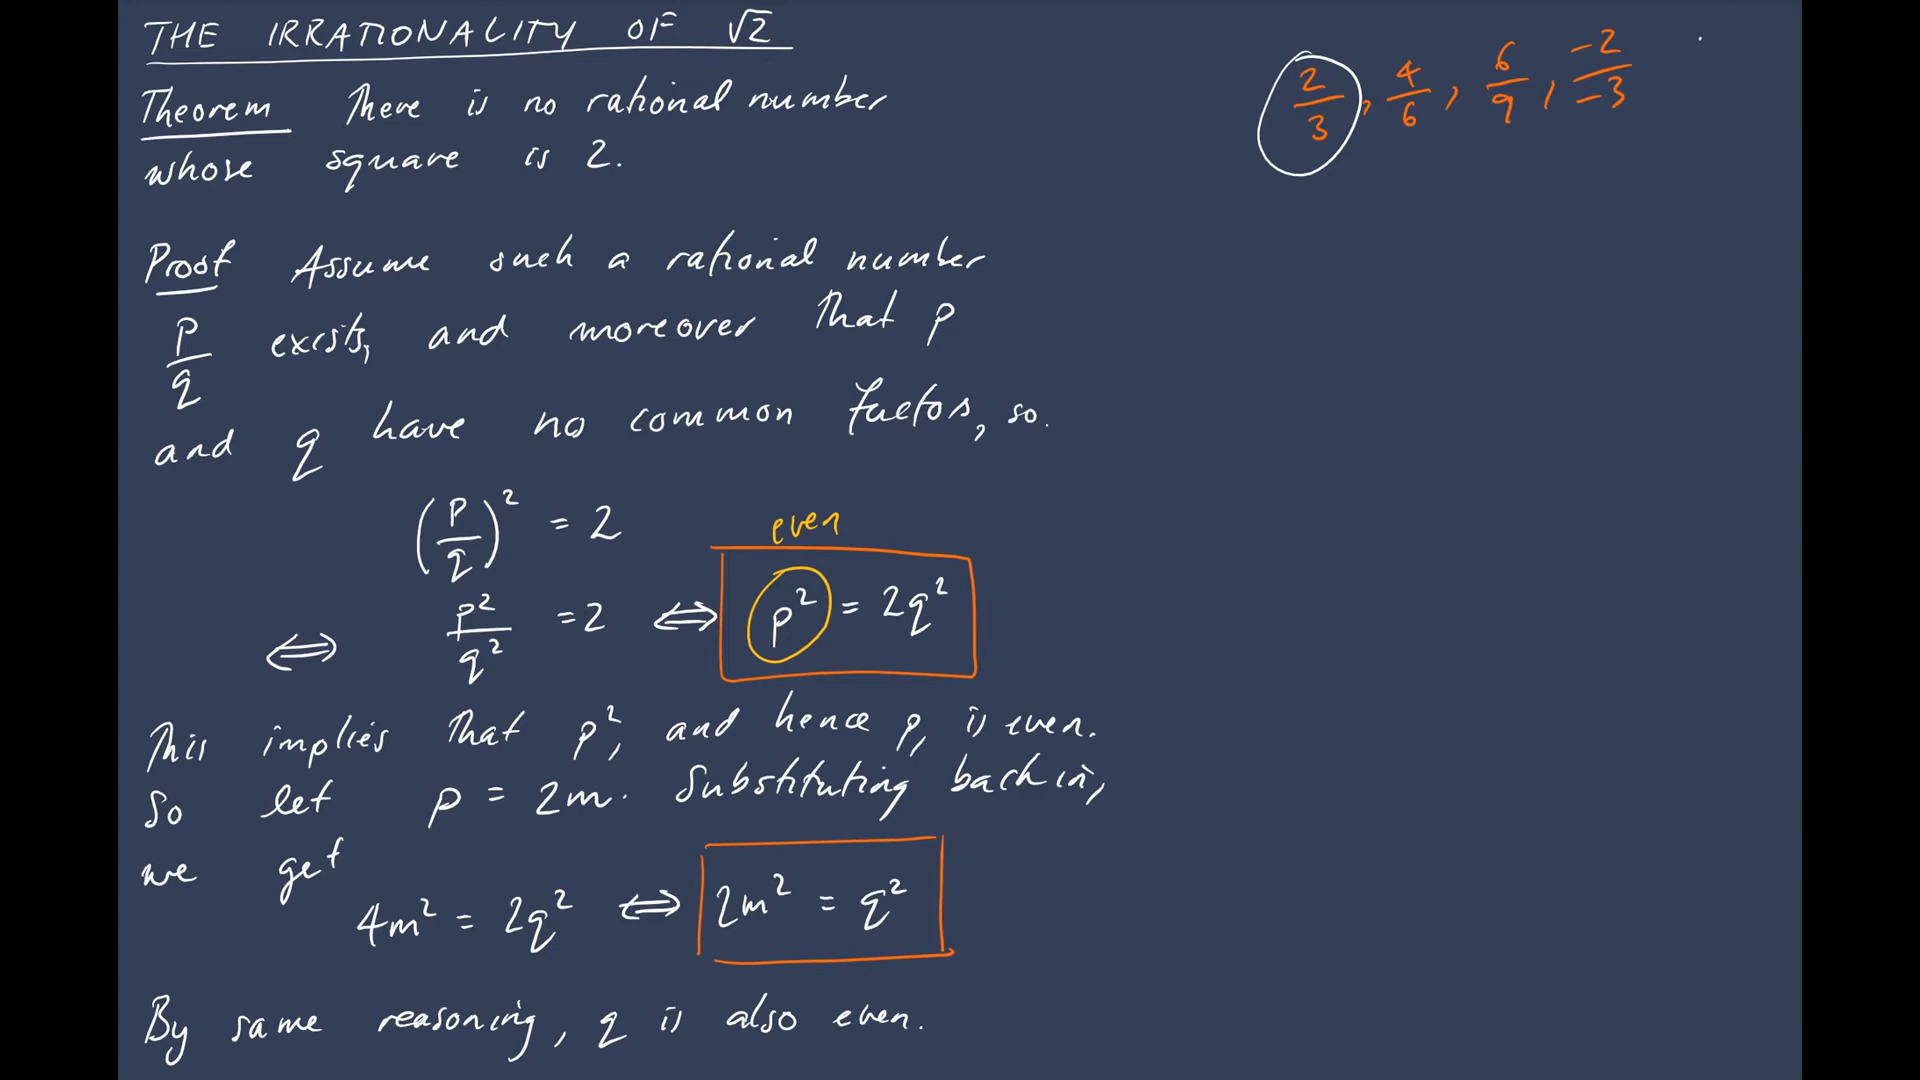 THE IRRATIONALITY OF √2
2/3, 4/6, 6/9, -2/-3
Theorem There is no rational number
whose square is 2.
Proof Assume such a rational number
p/q exists, and moreover that p
and q have no common factors, so.
(p/q)² = 2
even
⇔ p²/q² = 2 ⇔ p² = 2q²
This implies that p², and hence p, is even.
So let p = 2m. Substituting back in,
we get
4m² = 2q² ⇔ 2m² = q²
By same reasoning, q is also even.